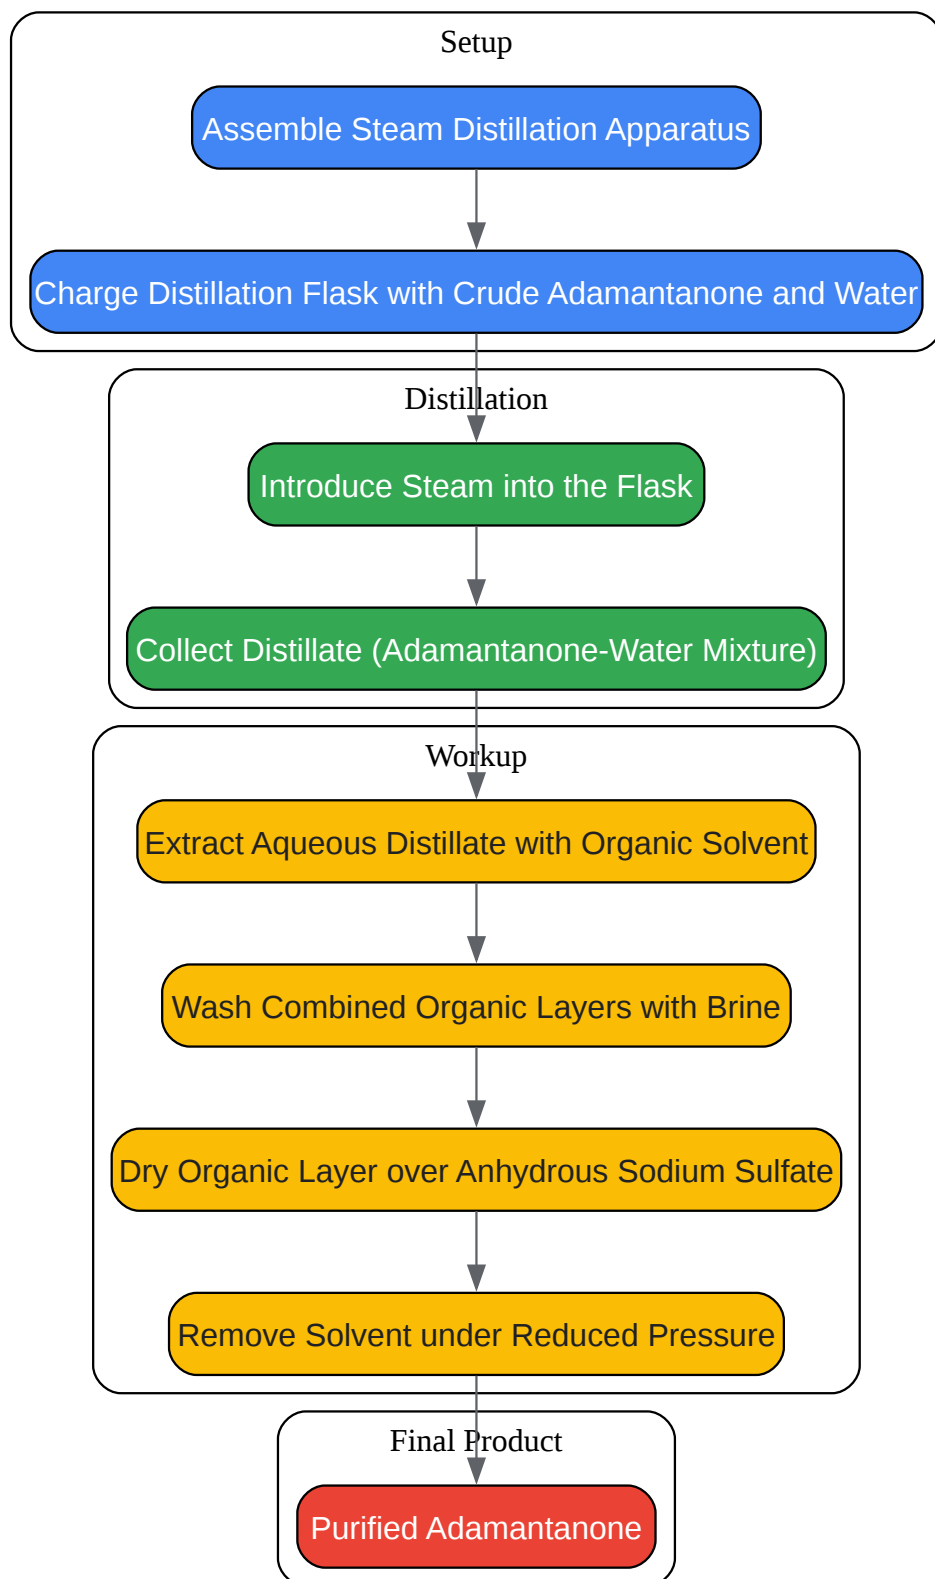 Setup
Assemble Steam Distillation Apparatus
Charge Distillation Flask with Crude Adamantanone and Water
Distillation
Introduce Steam into the Flask
Collect Distillate (Adamantanone-Water Mixture)
Workup
Extract Aqueous Distillate with Organic Solvent
Wash Combined Organic Layers with Brine
Dry Organic Layer over Anhydrous Sodium Sulfate
Remove Solvent under Reduced Pressure
Final Product
Purified Adamantanone